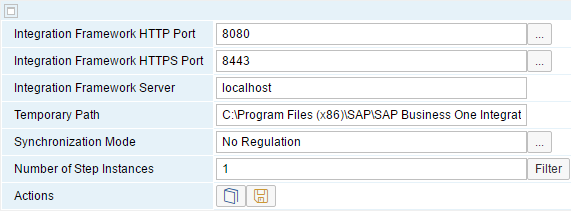 Integration Framework HTTP Port 8080 ...
Integration Framework HTTPS Port 8443 ...
Integration Framework Server localhost
Temporary Path C:\Program Files (x86)\SAP\SAP Business One Integrat
Synchronization Mode No Regulation ...
Number of Step Instances 1 Filter
Actions